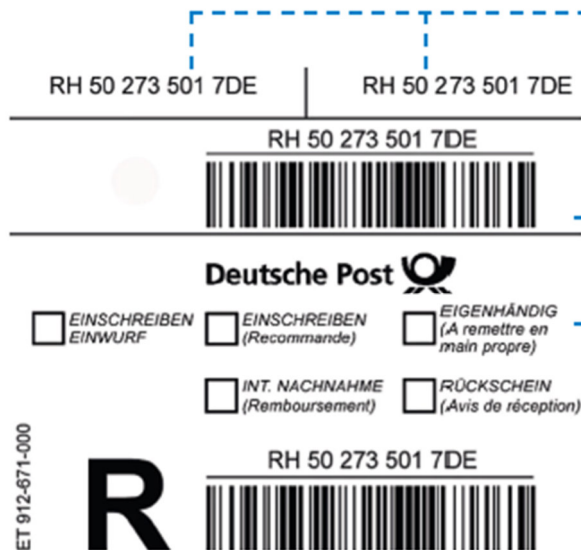 RH 50 273 501 7DE
RH 50 273 501 7DE
RH 50 273 501 7DE
Deutsche Post
EINSCHREIBEN EINWURF
EINSCHREIBEN (Recommande)
EIGENHÄNDIG (A remettre en main propre)
INT. NACHNAHME (Remboursement)
RÜCKSCHEIN (Avis de réception)
ET 912-671-000
R
RH 50 273 501 7DE